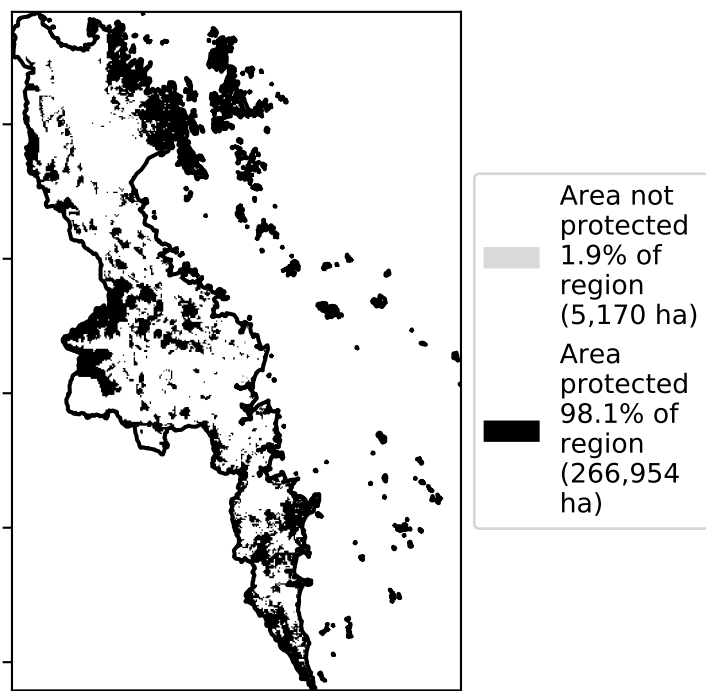 Area not
protected
1.9% of
region
(5,170 ha)
Area
protected
98.1% of
region
(266,954
ha)